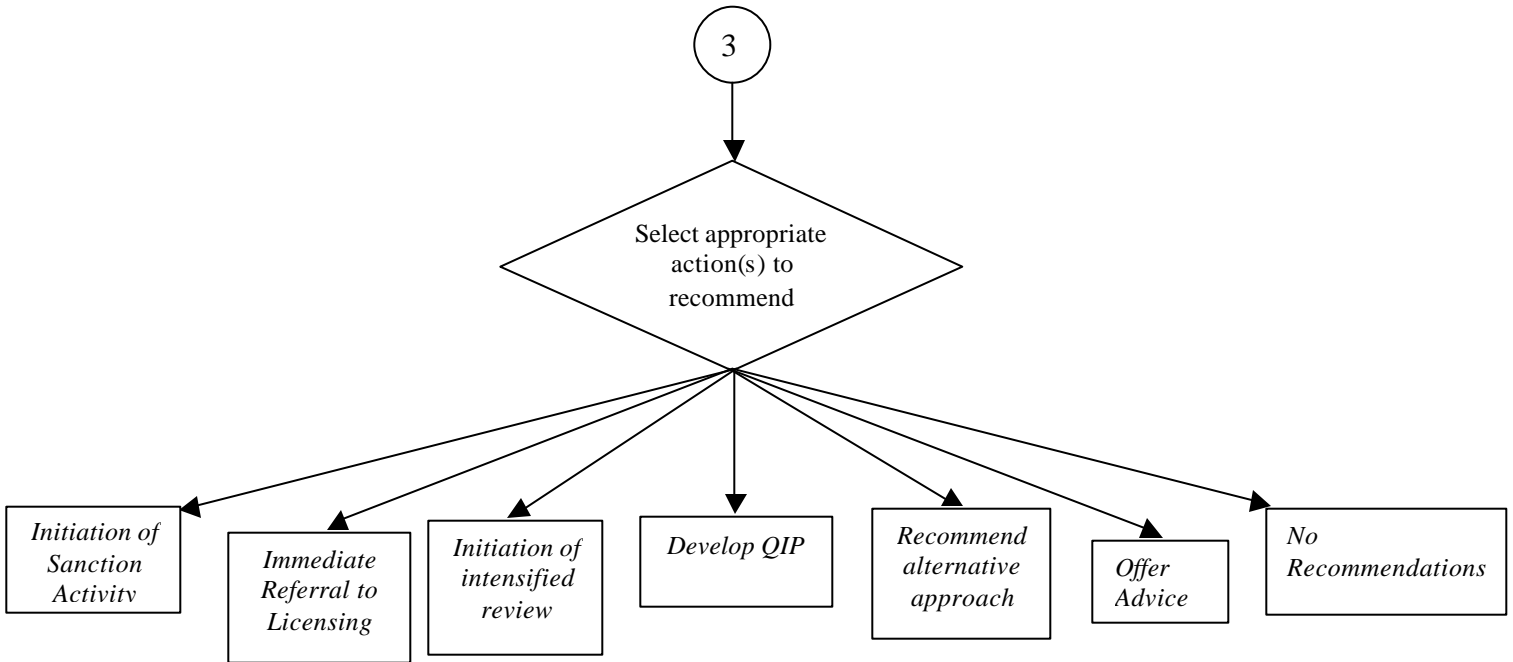 3
Select appropriate
action(s) to
recommend
Initiation of
Sanction
Activity
Immediate
Referral to
Licensing
Initiation of
intensified
review
Develop QIP
Recommend
alternative
approach
Offer
Advice
No
Recommendations